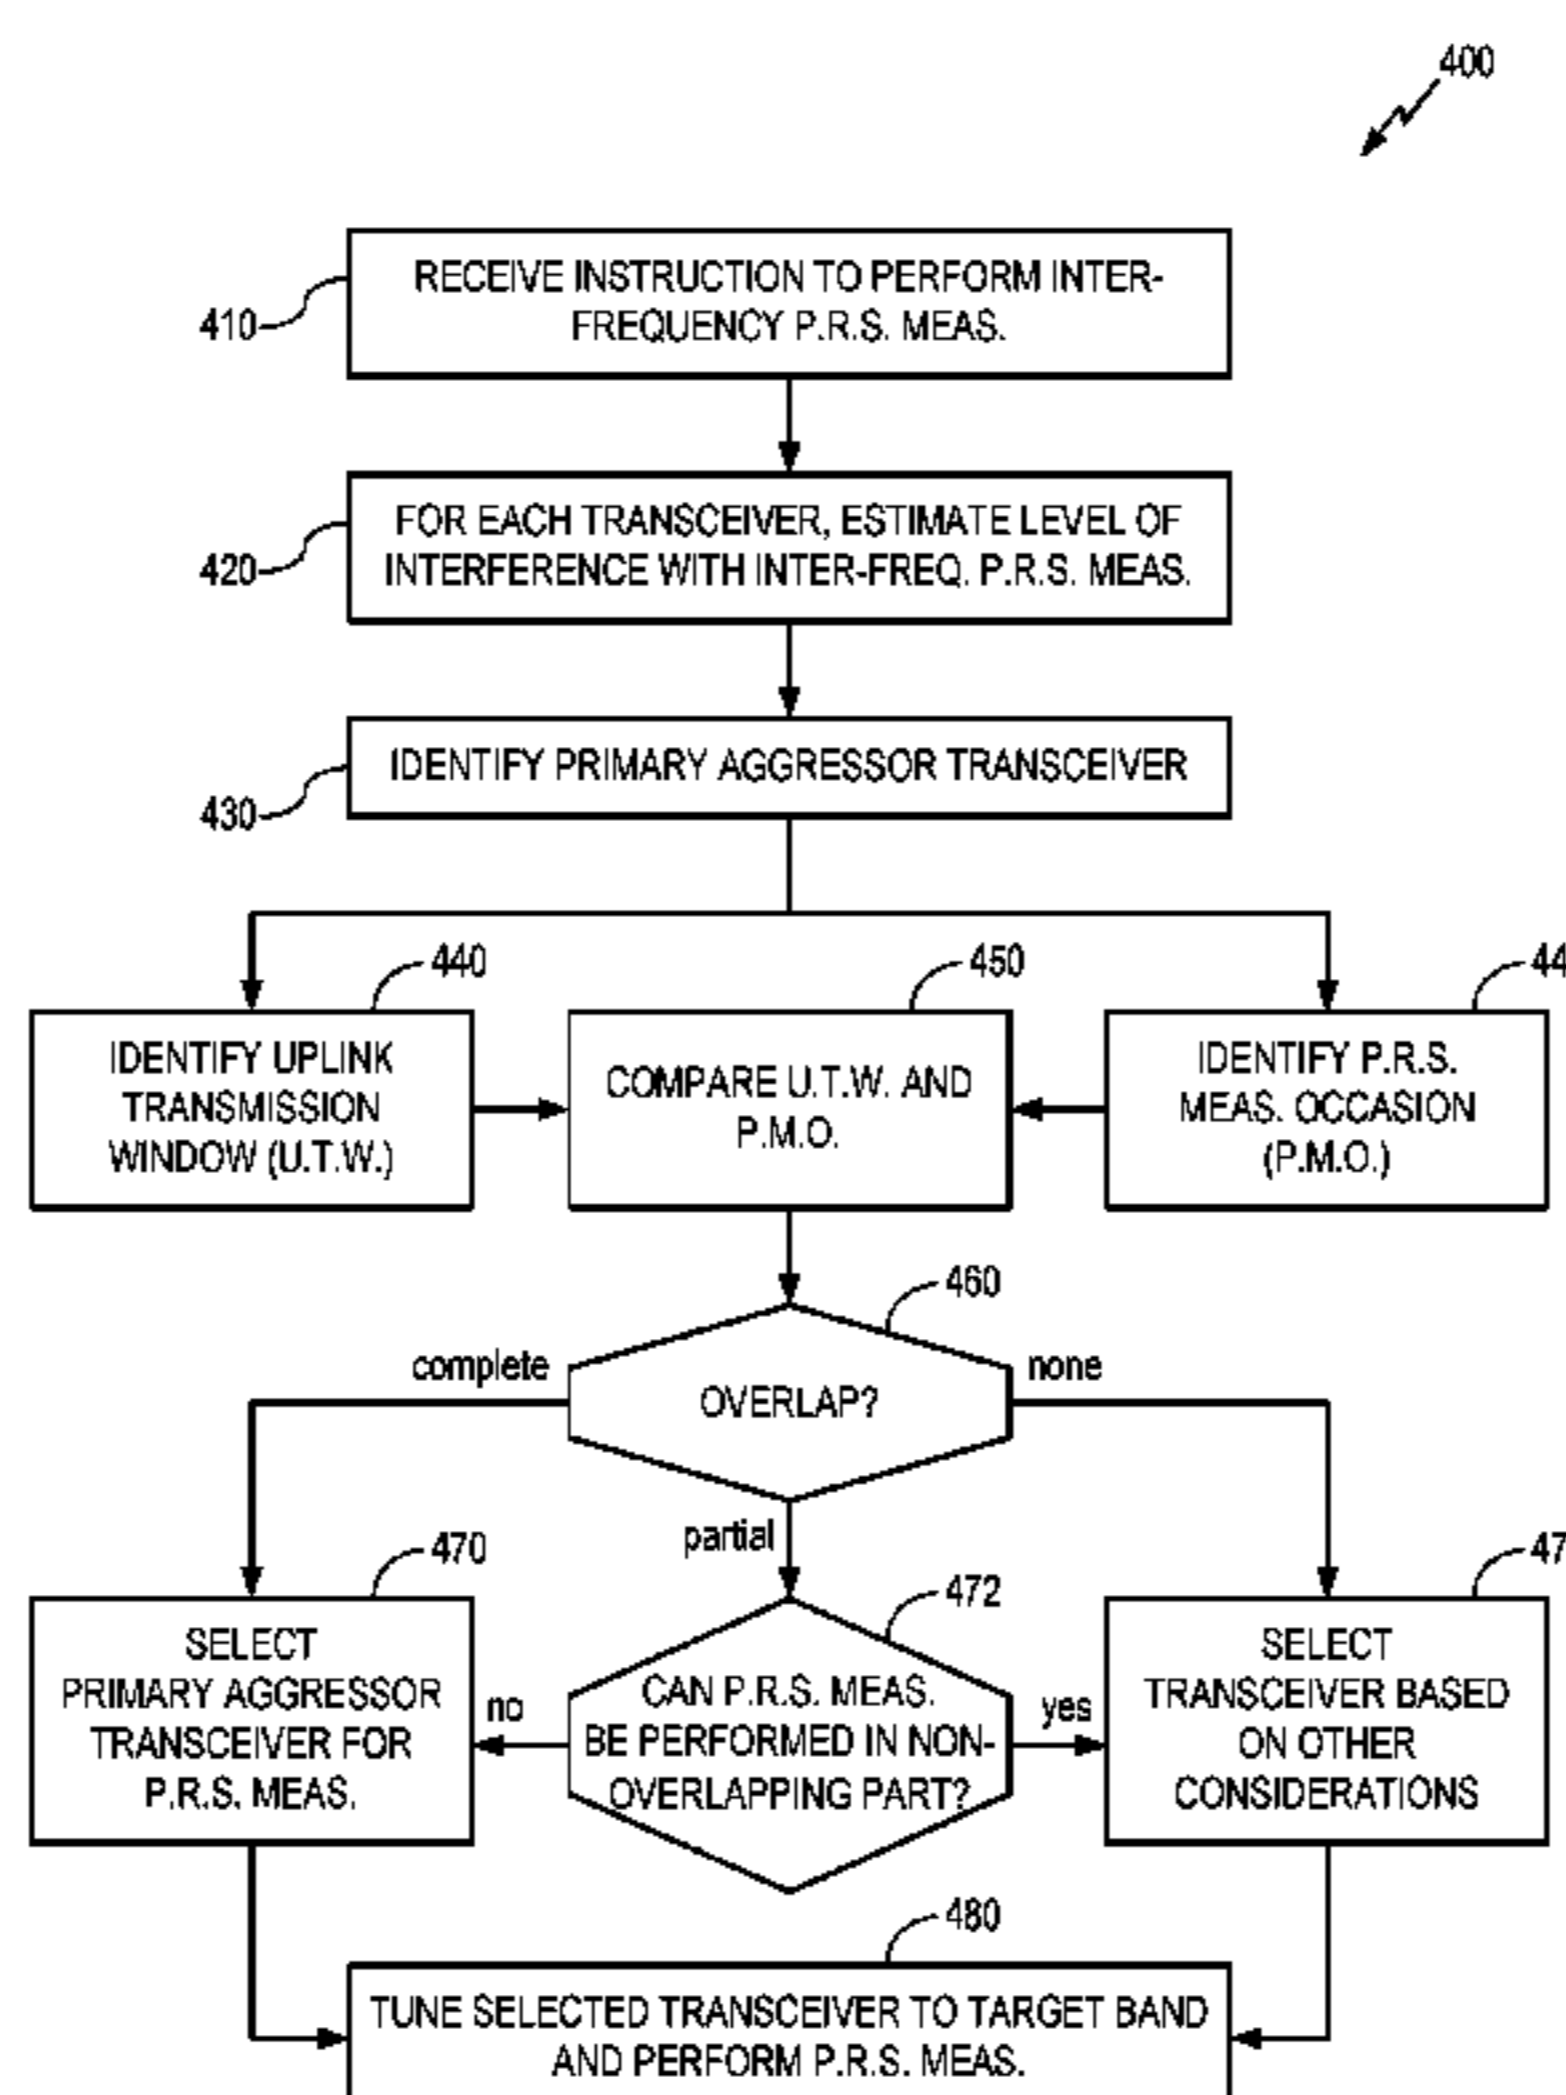 400
RECEIVE INSTRUCTION TO PERFORM INTER-
FREQUENCY P.R.S. MEAS.
410
FOR EACH TRANSCEIVER, ESTIMATE LEVEL OF
INTERFERENCE WITH INTER-FREQ. P.R.S. MEAS.
420
IDENTIFY PRIMARY AGGRESSOR TRANSCEIVER
430
440
IDENTIFY UPLINK
TRANSMISSION
WINDOW (U.T.W.)
450
COMPARE U.T.W. AND
P.M.O.
44
IDENTIFY P.R.S.
MEAS. OCCASION
(P.M.O.)
460
OVERLAP?
complete
none
partial
470
SELECT
PRIMARY AGGRESSOR
TRANSCEIVER FOR
P.R.S. MEAS.
no
472
CAN P.R.S. MEAS.
BE PERFORMED IN NON-
OVERLAPPING PART?
yes
47
SELECT
TRANSCEIVER BASED
ON OTHER
CONSIDERATIONS
480
TUNE SELECTED TRANSCEIVER TO TARGET BAND
AND PERFORM P.R.S. MEAS.